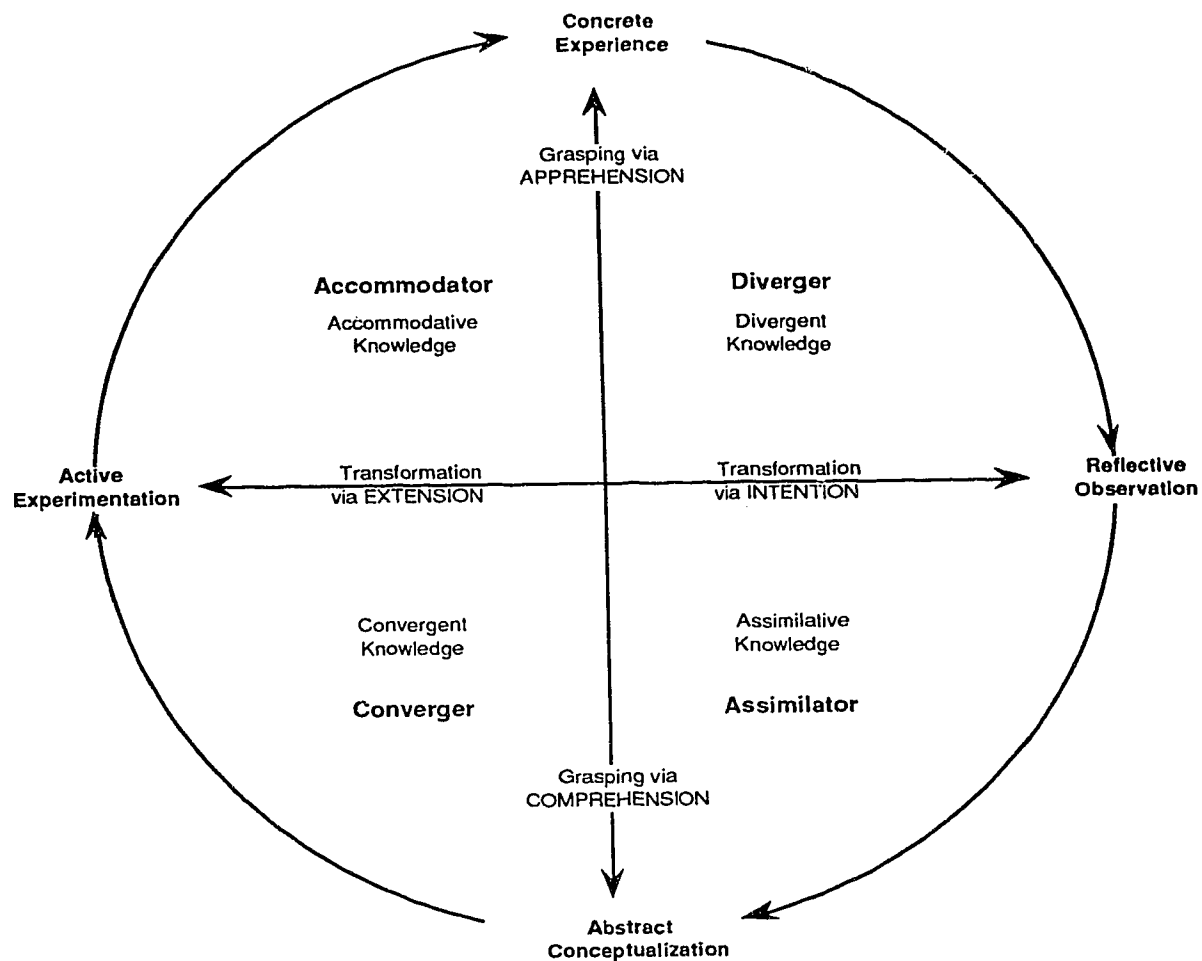 Concrete
Experience
Grasping via
APPREHENSION
Accommodator
Accommodative
Knowledge
Diverger
Divergent
Knowledge
Active
Experimentation
Transformation
via EXTENSION
Transformation
via INTENTION
Reflective
Observation
Convergent
Knowledge
Converger
Assimilative
Knowledge
Assimilator
Grasping via
COMPREHENSION
Abstract
Conceptualization